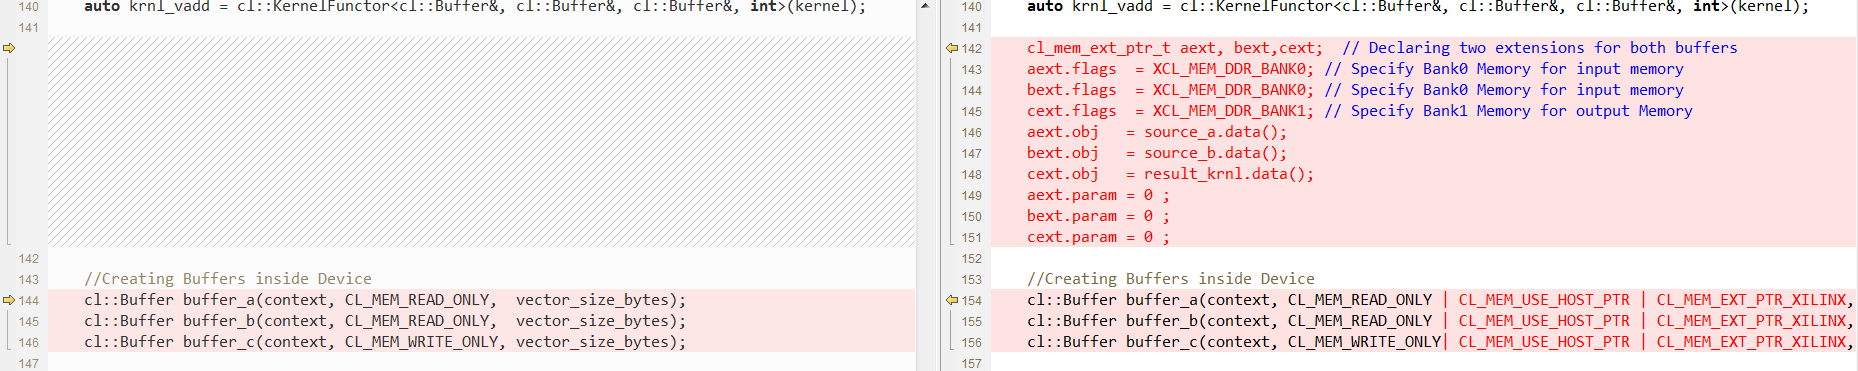 140    auto krnl_vadd = cl::KernelFunctor<cl::Buffer&, cl::Buffer&, cl::Buffer&, int>(kernel);
141
142
143    //Creating Buffers inside Device
144    cl::Buffer buffer_a(context, CL_MEM_READ_ONLY,  vector_size_bytes);
145    cl::Buffer buffer_b(context, CL_MEM_READ_ONLY,  vector_size_bytes);
146    cl::Buffer buffer_c(context, CL_MEM_WRITE_ONLY, vector_size_bytes);
147
140    auto krnl_vadd = cl::KernelFunctor<cl::Buffer&, cl::Buffer&, cl::Buffer&, int>(kernel);
141
142    cl_mem_ext_ptr_t aext, bext,cext;  // Declaring two extensions for both buffers
143    aext.flags  = XCL_MEM_DDR_BANK0; // Specify Bank0 Memory for input memory
144    bext.flags  = XCL_MEM_DDR_BANK0; // Specify Bank0 Memory for input memory
145    cext.flags  = XCL_MEM_DDR_BANK1; // Specify Bank1 Memory for output Memory
146    aext.obj   = source_a.data();
147    bext.obj   = source_b.data();
148    cext.obj   = result_krnl.data();
149    aext.param = 0 ;
150    bext.param = 0 ;
151    cext.param = 0 ;
152
153    //Creating Buffers inside Device
154    cl::Buffer buffer_a(context, CL_MEM_READ_ONLY | CL_MEM_USE_HOST_PTR | CL_MEM_EXT_PTR_XILINX,
155    cl::Buffer buffer_b(context, CL_MEM_READ_ONLY | CL_MEM_USE_HOST_PTR | CL_MEM_EXT_PTR_XILINX,
156    cl::Buffer buffer_c(context, CL_MEM_WRITE_ONLY| CL_MEM_USE_HOST_PTR | CL_MEM_EXT_PTR_XILINX,
157